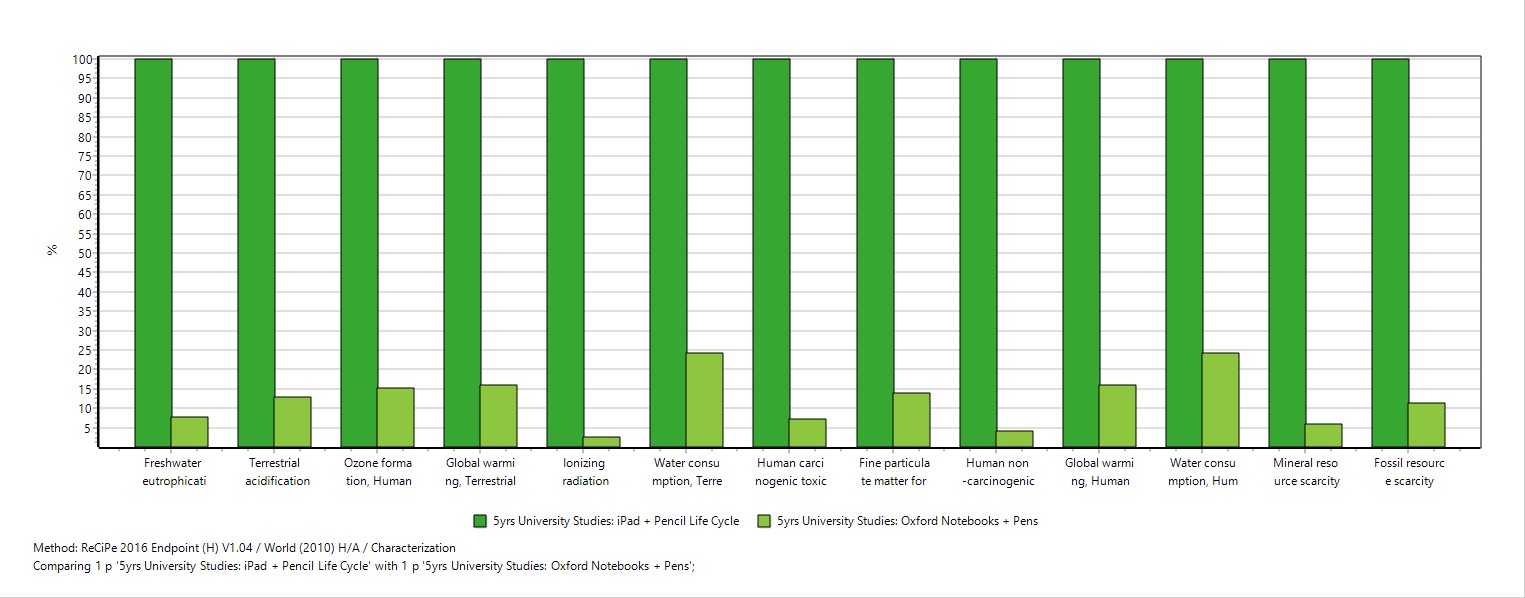 100
95
90
85
80
75
70
65
60
55
50
45
40
35
30
25
20
15
10
5
%
Freshwater eutrophicati
Terrestrial acidification
Ozone forma tion, Human
Global warmi ng, Terrestrial
Ionizing radiation
Water consu mption, Terre
Human carci nogenic toxic
Fine particula te matter for
Human non -carcinogenic
Global warmi ng, Human
Water consu mption, Hum
Mineral reso urce scarcity
Fossil resourc e scarcity
5yrs University Studies: iPad + Pencil Life Cycle
5yrs University Studies: Oxford Notebooks + Pens
Method: ReCiPe 2016 Endpoint (H) V1.04 / World (2010) H/A / Characterization
Comparing 1 p '5yrs University Studies: iPad + Pencil Life Cycle' with 1 p '5yrs University Studies: Oxford Notebooks + Pens';